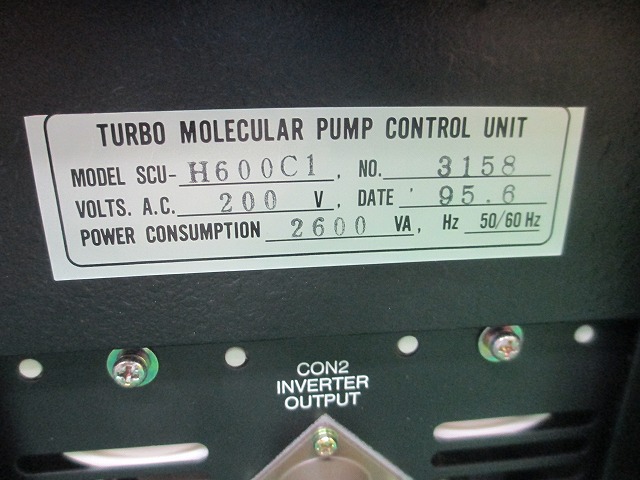 TURBO MOLECULAR PUMP CONTROL UNIT
MODEL SCU- H600C1 , NO. 3158
VOLTS. A.C. 200 V , DATE ' 95.6
POWER CONSUMPTION 2600 VA, Hz 50/60 Hz
CON2
INVERTER
OUTPUT